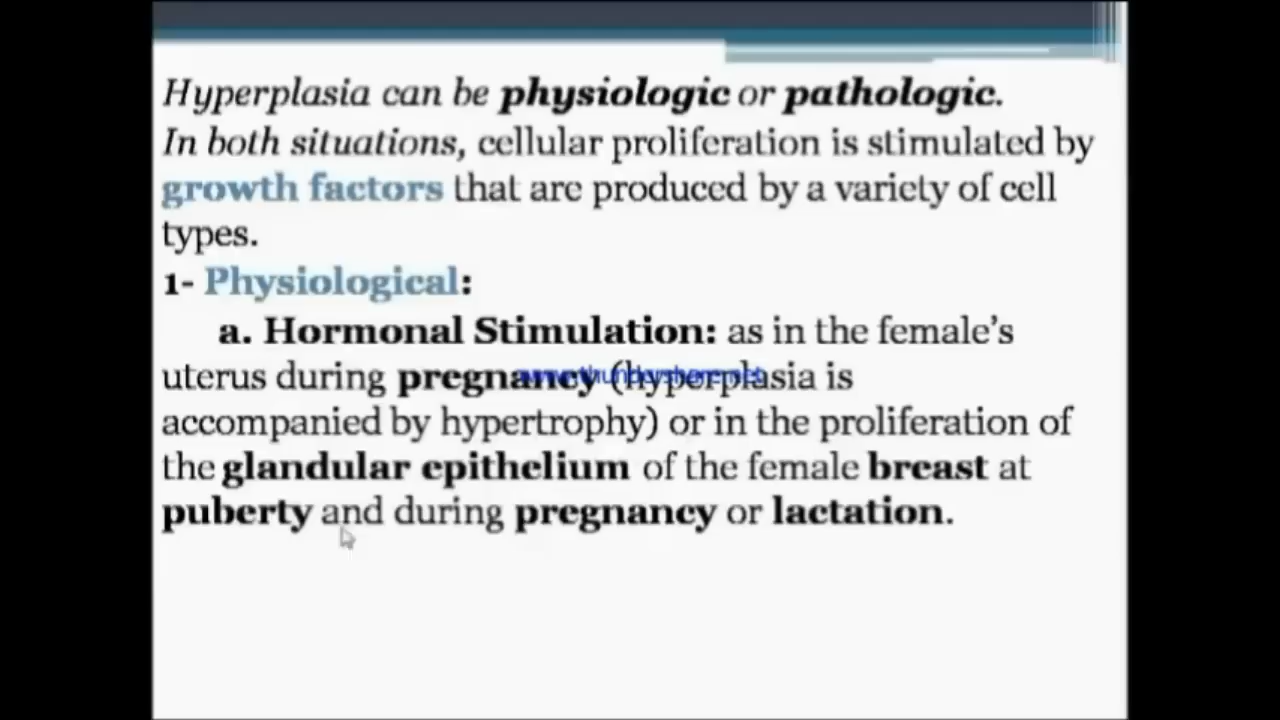 Hyperplasia can be physiologic or pathologic.
In both situations, cellular proliferation is stimulated by
growth factors that are produced by a variety of cell
types.
1- Physiological:
a. Hormonal Stimulation: as in the female's
uterus during pregnancy (hyperplasia is
www.thundershare.net
accompanied by hypertrophy) or in the proliferation of
the glandular epithelium of the female breast at
puberty and during pregnancy or lactation.